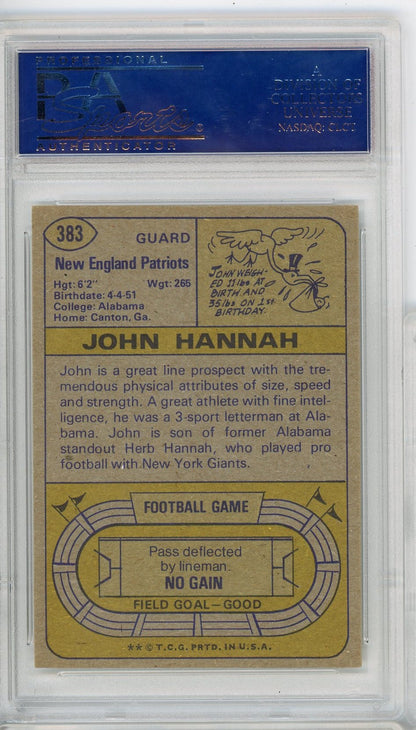 PROFESSIONAL
PSA
Sports
AUTHENTICATOR
A
DIVISION OF
COLLECTORS
UNIVERSE
NASDAQ: CLCT
383
GUARD
New England Patriots
Hgt: 6'2" Wgt: 265
Birthdate: 4-4-51
College: Alabama
Home: Canton, Ga.
JOHN WEIGH-
ED 11 lbs AT
BIRTH AND
35 lbs ON 1st
BIRTHDAY.
JOHN HANNAH
John is a great line prospect with the tre-
mendous physical attributes of size, speed
and strength. A great athlete with fine intel-
ligence, he was a 3-sport letterman at Ala-
bama. John is son of former Alabama
standout Herb Hannah, who played pro
football with New York Giants.
FOOTBALL GAME
Pass deflected
by lineman.
NO GAIN
FIELD GOAL—GOOD
** © T.C.G. PRTD. IN U.S.A.